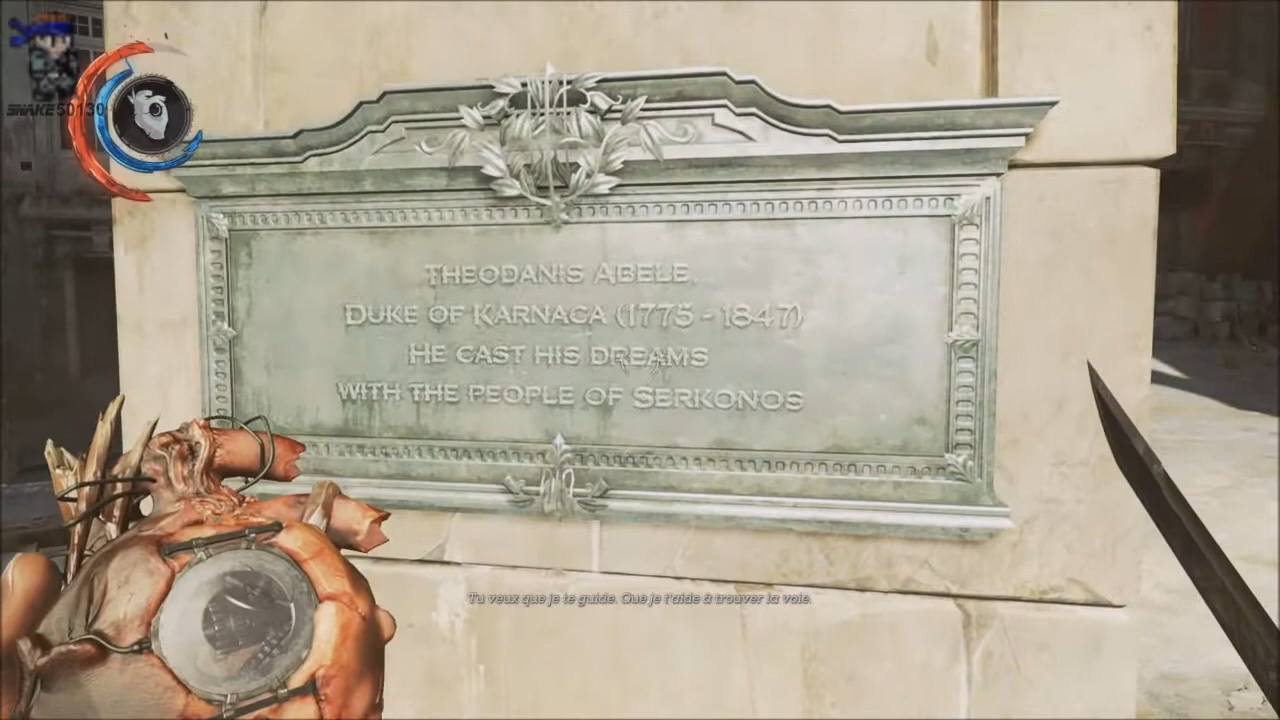 SNAKE50130
THEODANIS ABELE,
DUKE OF KARNACA (1775 - 1847)
HE CAST HIS DREAMS
WITH THE PEOPLE OF SERKONOS
Tu veux que je te guide. Que je t'aide à trouver la voie.